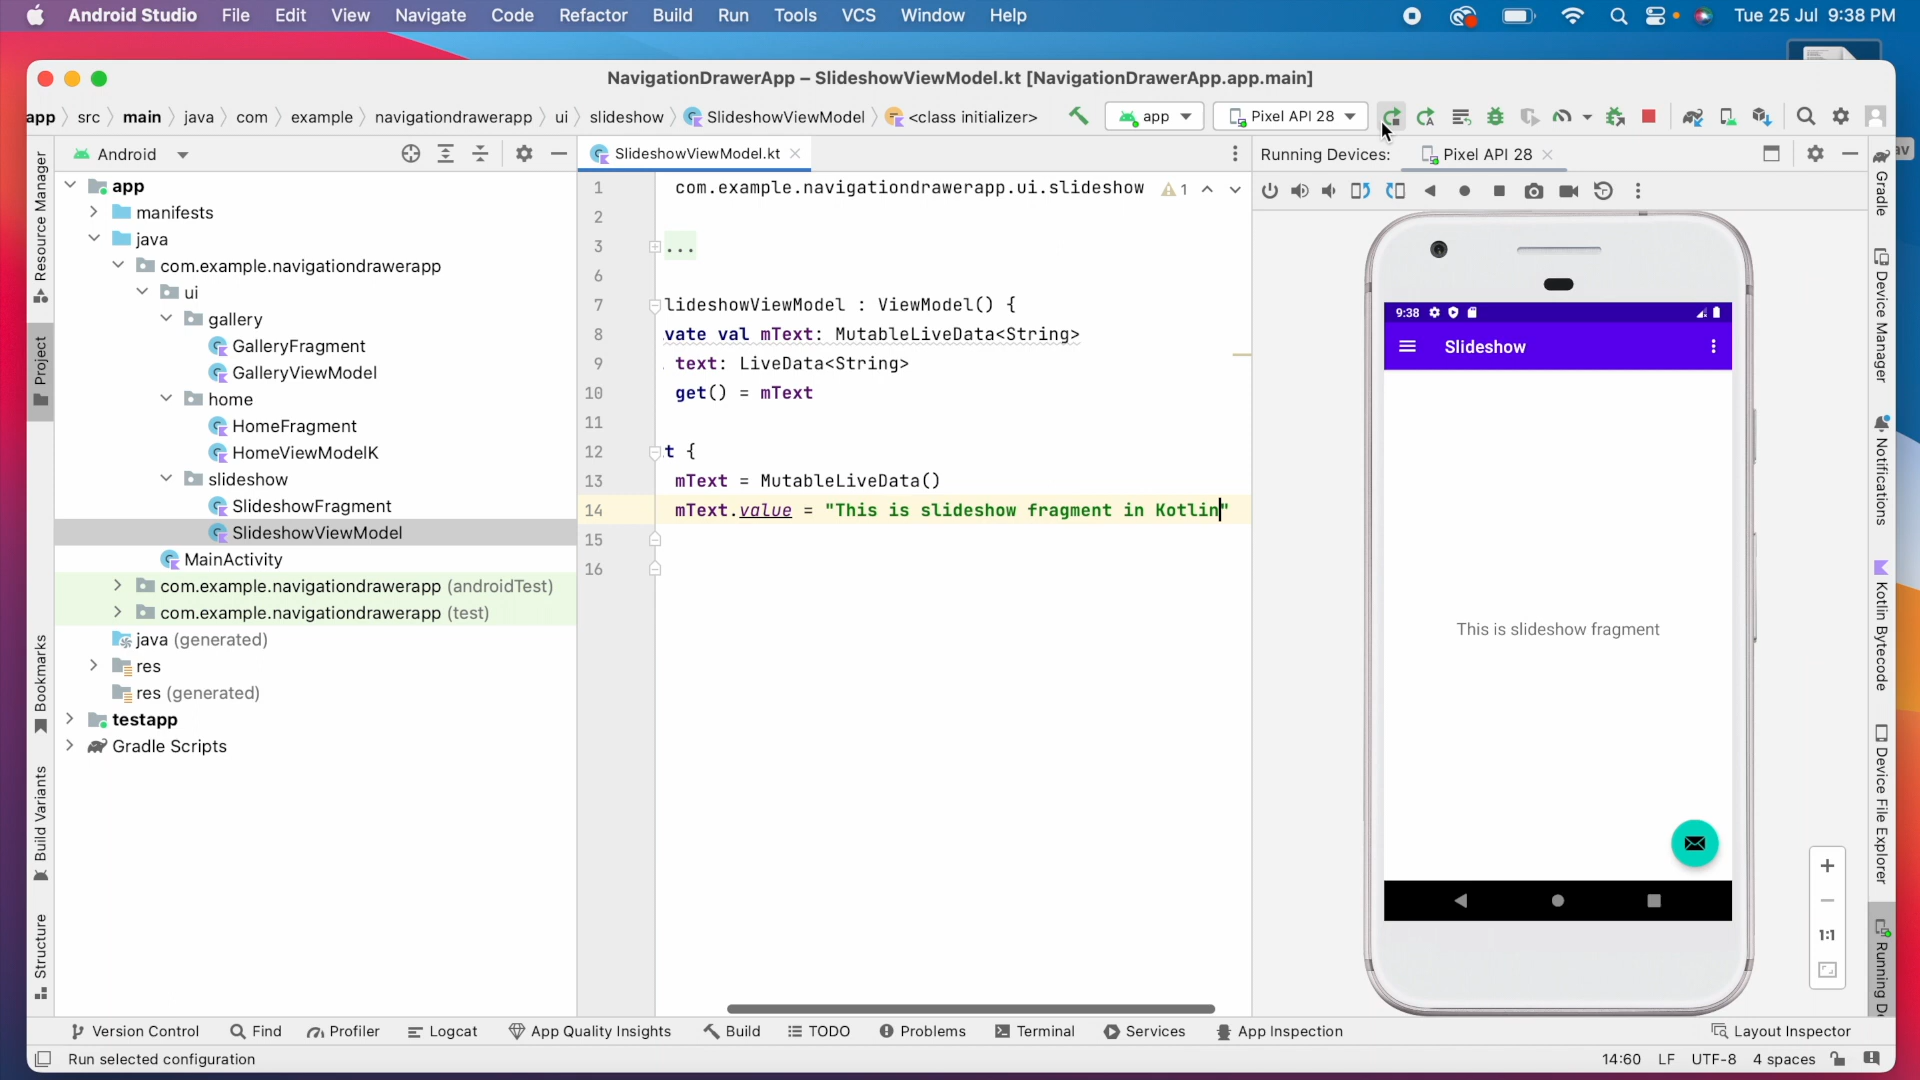 Android Studio File Edit View Navigate Code Refactor Build Run Tools VCS Window Help Tue 25 Jul 9:38 PM
NavigationDrawerApp – SlideshowViewModel.kt [NavigationDrawerApp.app.main]
app src main java com example navigationdrawerapp ui slideshow SlideshowViewModel <class initializer> app Pixel API 28
Android SlideshowViewModel.kt Running Devices: Pixel API 28
app
manifests
java
com.example.navigationdrawerapp
ui
gallery
GalleryFragment
GalleryViewModel
home
HomeFragment
HomeViewModelK
slideshow
SlideshowFragment
SlideshowViewModel
MainActivity
com.example.navigationdrawerapp (androidTest)
com.example.navigationdrawerapp (test)
java (generated)
res
res (generated)
testapp
Gradle Scripts
1 com.example.navigationdrawerapp.ui.slideshow 1
2
3 ...
6
7 lideshowViewModel : ViewModel() {
8 vate val mText: MutableLiveData<String>
9 text: LiveData<String>
10 get() = mText
11
12 t {
13 mText = MutableLiveData()
14 mText.value = "This is slideshow fragment in Kotlin"
15
16
9:38
Slideshow
This is slideshow fragment
1:1
Resource Manager
Project
Bookmarks
Build Variants
Structure
Gradle
Device Manager
Notifications
Kotlin Bytecode
Device File Explorer
Running De
Version Control Find Profiler Logcat App Quality Insights Build TODO Problems Terminal Services App Inspection Layout Inspector
Run selected configuration 14:60 LF UTF-8 4 spaces